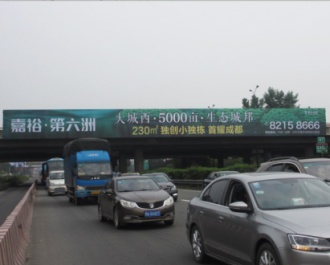 嘉裕·第六洲
大城西·5000亩·生态城邦
230㎡ 独创小独栋 首耀成都
8215 8666